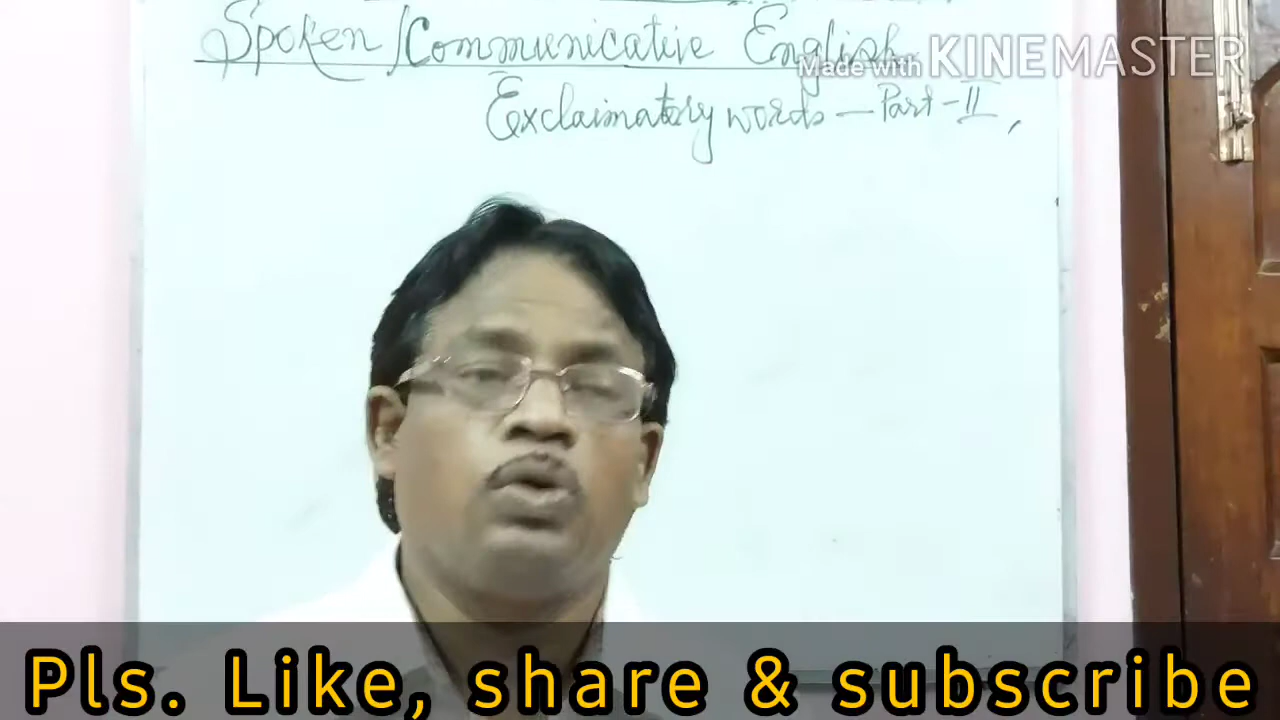 Spoken/Communicative English
Made with KINEMASTER
Exclaimatory words — Part-II,
Pls. Like, share & subscribe